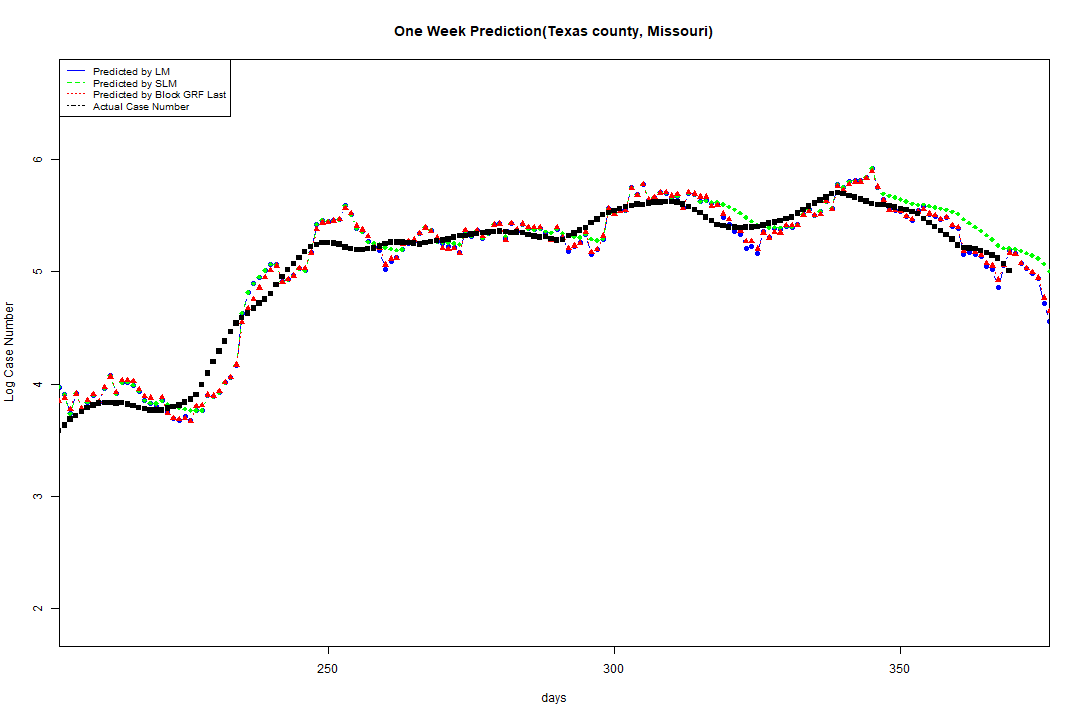 One Week Prediction(Texas county, Missouri)
Predicted by LM
Predicted by SLM
Predicted by Block GRF Last
Actual Case Number
6
5
4
3
2
Log Case Number
250
300
350
days